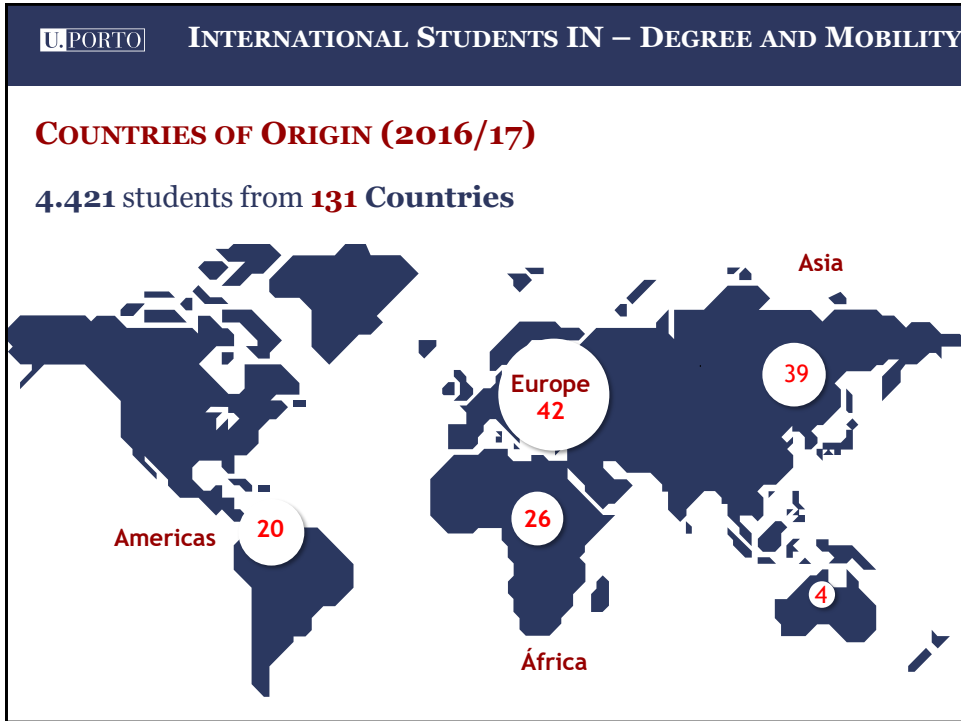 U.PORTO
INTERNATIONAL STUDENTS IN – DEGREE AND MOBILITY
COUNTRIES OF ORIGIN (2016/17)
4.421 students from 131 Countries
Asia
39
Europe
42
Americas
20
26
4
África